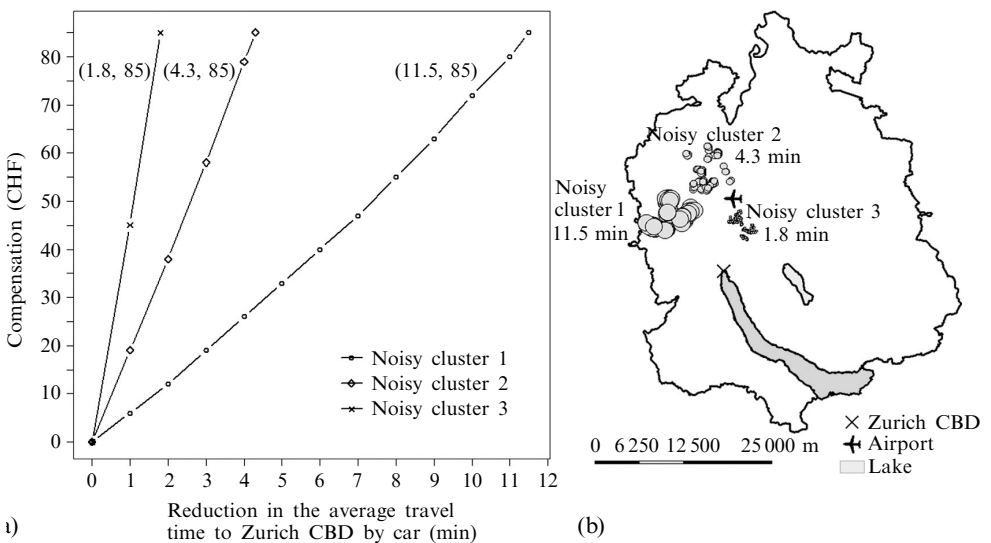 80
70
60
50
40
30
20
10
0
Compensation (CHF)
(1.8, 85)
(4.3, 85)
(11.5, 85)
Noisy cluster 1
Noisy cluster 2
Noisy cluster 3
0 1 2 3 4 5 6 7 8 9 10 11 12
Reduction in the average travel
time to Zurich CBD by car (min)
Noisy cluster 2
4.3 min
Noisy
cluster 1
11.5 min
Noisy cluster 3
1.8 min
Zurich CBD
Airport
Lake
0 6 250 12 500 25 000 m
(b)